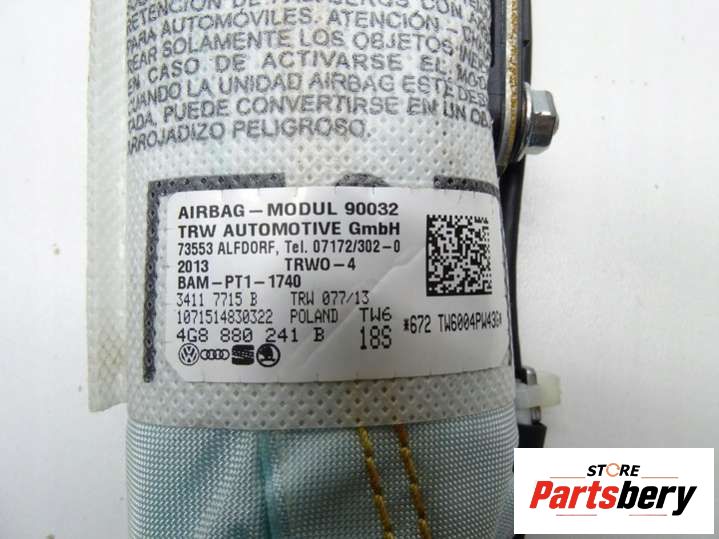 RETENCIÓN DE
CON
PARA AUTOMÓVILES. ATENCIÓN –
REAR SOLAMENTE LOS OBJETOS
EN CASO DE ACTIVARSE EL
CUANDO LA UNIDAD AIRBAG ESTÉ
TADA, PUEDE CONVERTIRSE EN UN
ARROJADIZO PELIGROSO.
AIRBAG – MODUL 90032
TRW AUTOMOTIVE GmbH
73553 ALFDORF, Tel. 07172/302-0
2013 TRWO-4
BAM-PT1-1740
3411 7715 B TRW 077/13
1071514830322 POLAND TW6
4G8 880 241 B 18S
*672 TW6004PW43GA
STORE
Partsbery